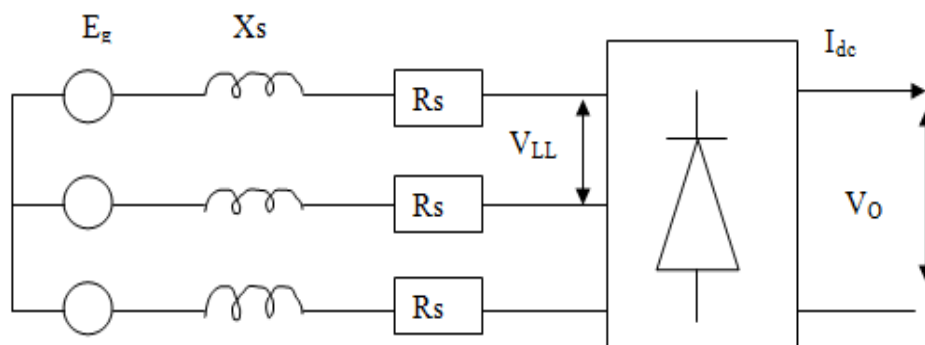 E_g
Xs
I_dc
Rs
V_LL
Rs
V_O
Rs